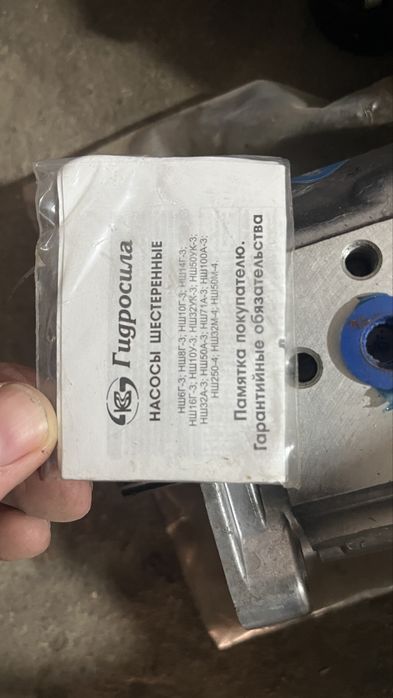 Гидросила
НАСОСЫ ШЕСТЕРЕННЫЕ
НШ6Г-3; НШ8Г-3; НШ10Г-3; НШ14Г-3;
НШ16Г-3; НШ10У-3; НШ32УК-3; НШ50УК-3;
НШ32А-3; НШ50А-3; НШ71А-3; НШ100А-3;
НШ250-4; НШ32М-4; НШ50М-4.
Памятка покупателю.
Гарантийные обязательства